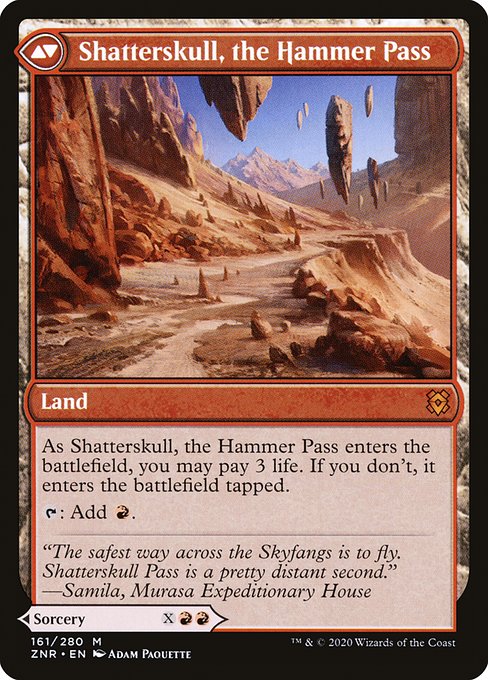 Shatterskull, the Hammer Pass
Land
As Shatterskull, the Hammer Pass enters the
battlefield, you may pay 3 life. If you don't, it
enters the battlefield tapped.
: Add .
“The safest way across the Skyfangs is to fly.
Shatterskull Pass is a pretty distant second.”
—Samila, Murasa Expeditionary House
Sorcery X
161/280 M
ZNR • EN Adam Paquette
™ & © 2020 Wizards of the Coast